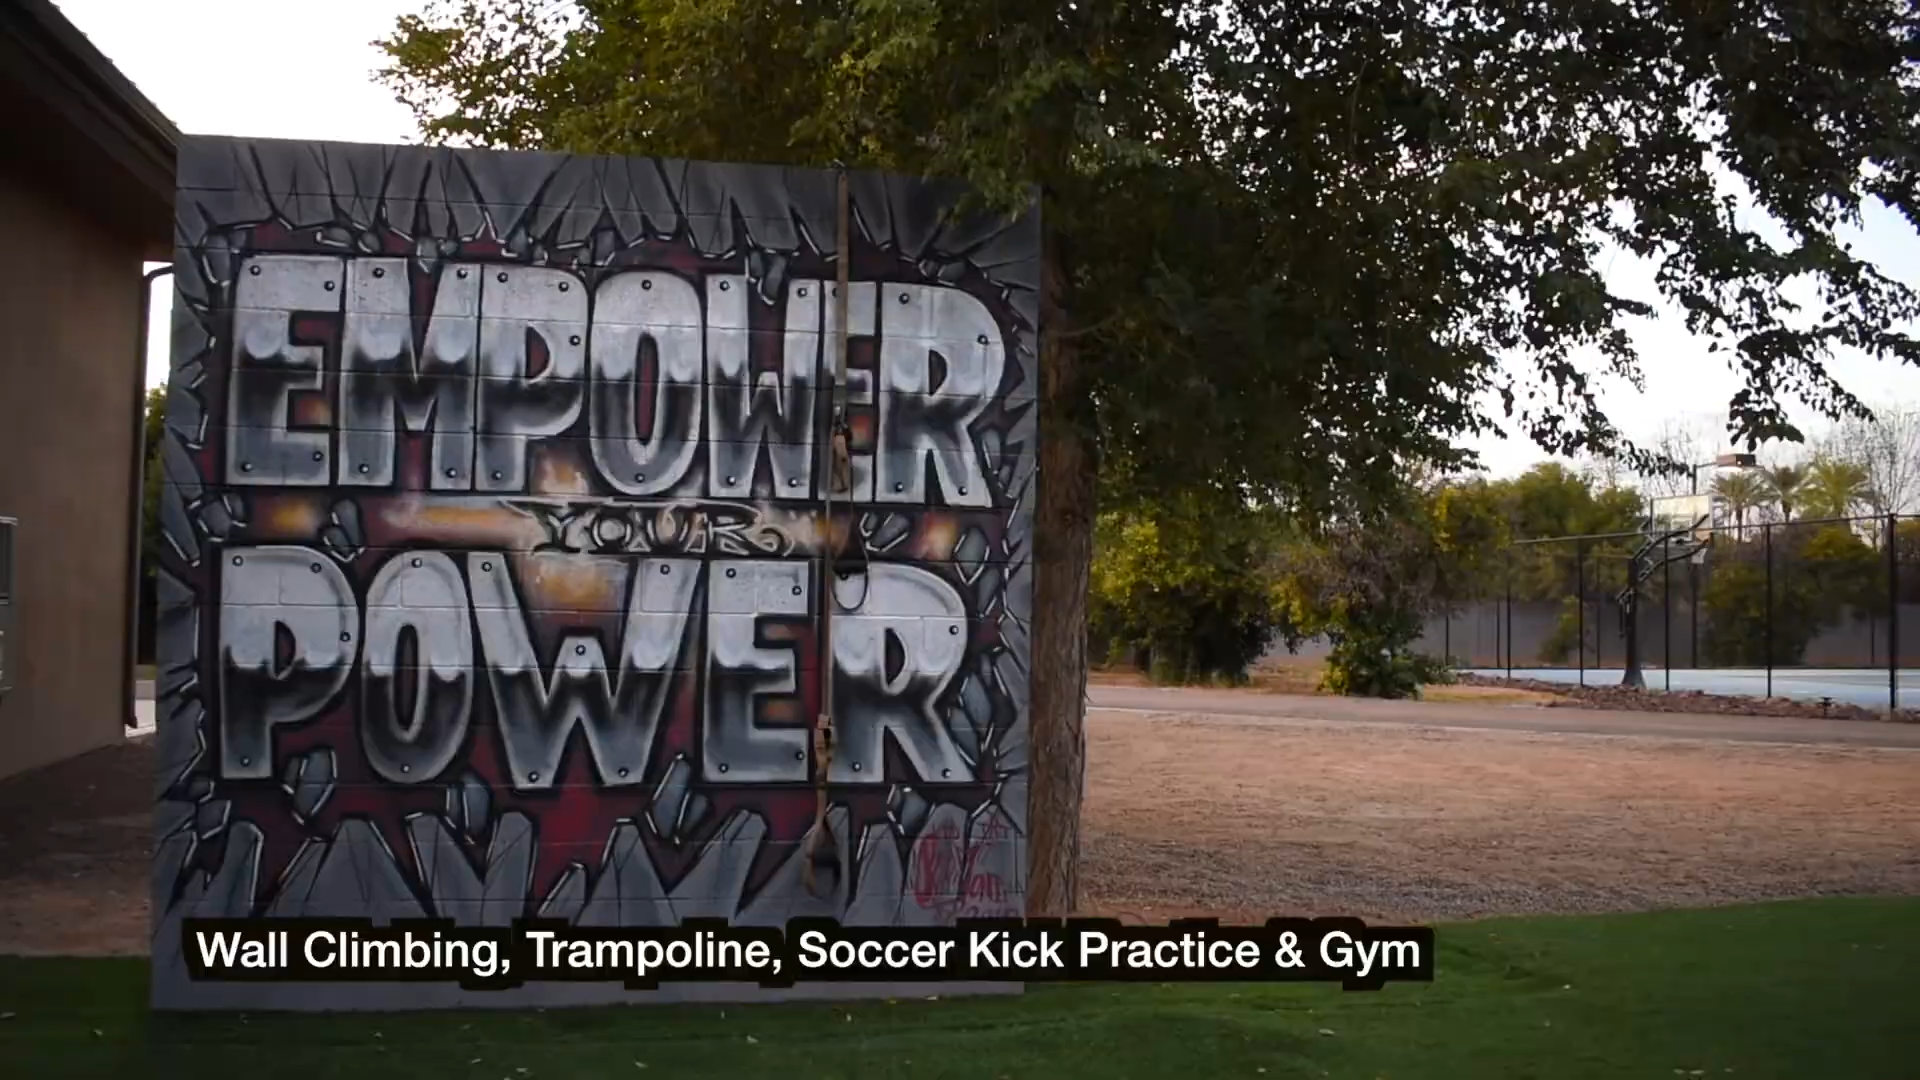 EMPOWER
YOUR
POWER
Wall Climbing, Trampoline, Soccer Kick Practice & Gym